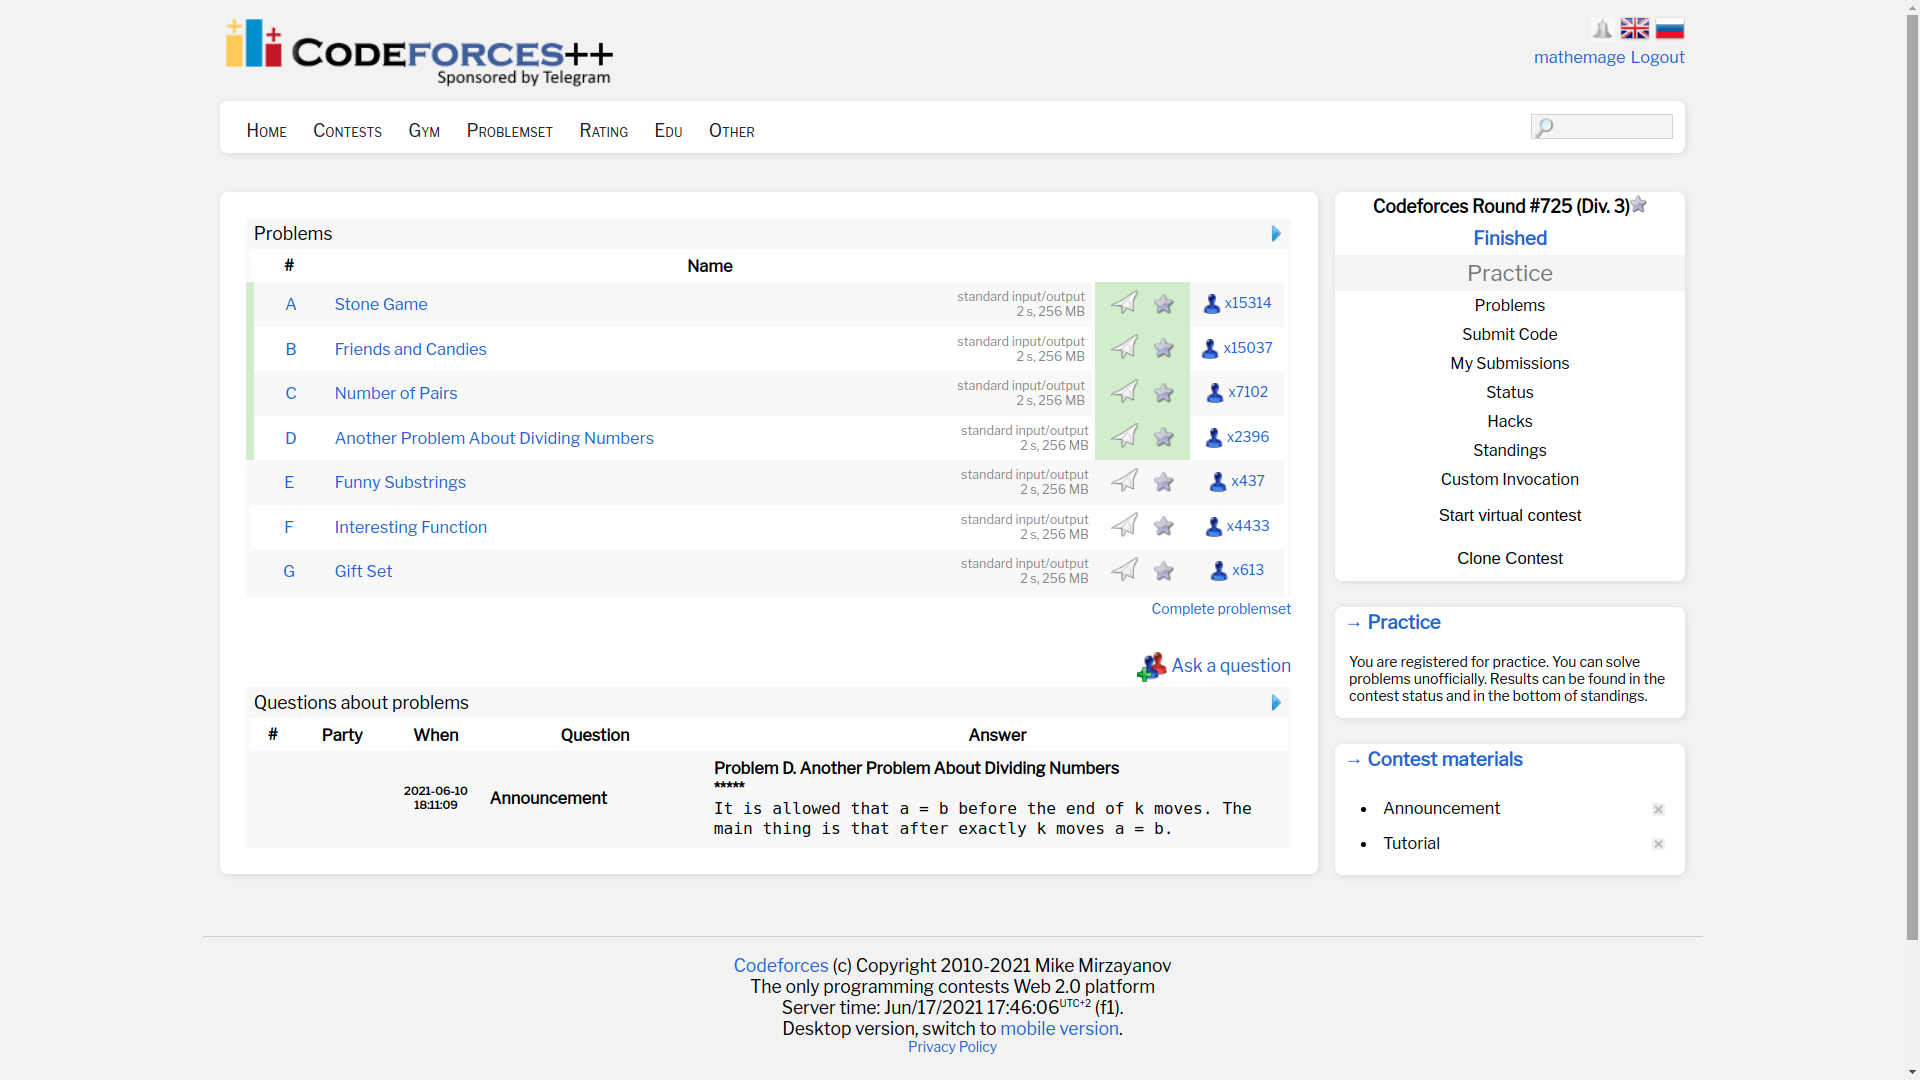 CODEFORCES++
Sponsored by Telegram
mathemage Logout
HOME CONTESTS GYM PROBLEMSET RATING EDU OTHER
Problems
# Name
A Stone Game standard input/output 2 s, 256 MB x15314
B Friends and Candies standard input/output 2 s, 256 MB x15037
C Number of Pairs standard input/output 2 s, 256 MB x7102
D Another Problem About Dividing Numbers standard input/output 2 s, 256 MB x2396
E Funny Substrings standard input/output 2 s, 256 MB x437
F Interesting Function standard input/output 2 s, 256 MB x4433
G Gift Set standard input/output 2 s, 256 MB x613
Complete problemset
Ask a question
Questions about problems
# Party When Question Answer
2021-06-10
18:11:09
Announcement
Problem D. Another Problem About Dividing Numbers
*****
It is allowed that a = b before the end of k moves. The
main thing is that after exactly k moves a = b.
Codeforces Round #725 (Div. 3)
Finished
Practice
Problems
Submit Code
My Submissions
Status
Hacks
Standings
Custom Invocation
Start virtual contest
Clone Contest
→ Practice
You are registered for practice. You can solve
problems unofficially. Results can be found in the
contest status and in the bottom of standings.
→ Contest materials
• Announcement
• Tutorial
Codeforces (c) Copyright 2010-2021 Mike Mirzayanov
The only programming contests Web 2.0 platform
Server time: Jun/17/2021 17:46:06 UTC+2 (f1).
Desktop version, switch to mobile version.
Privacy Policy